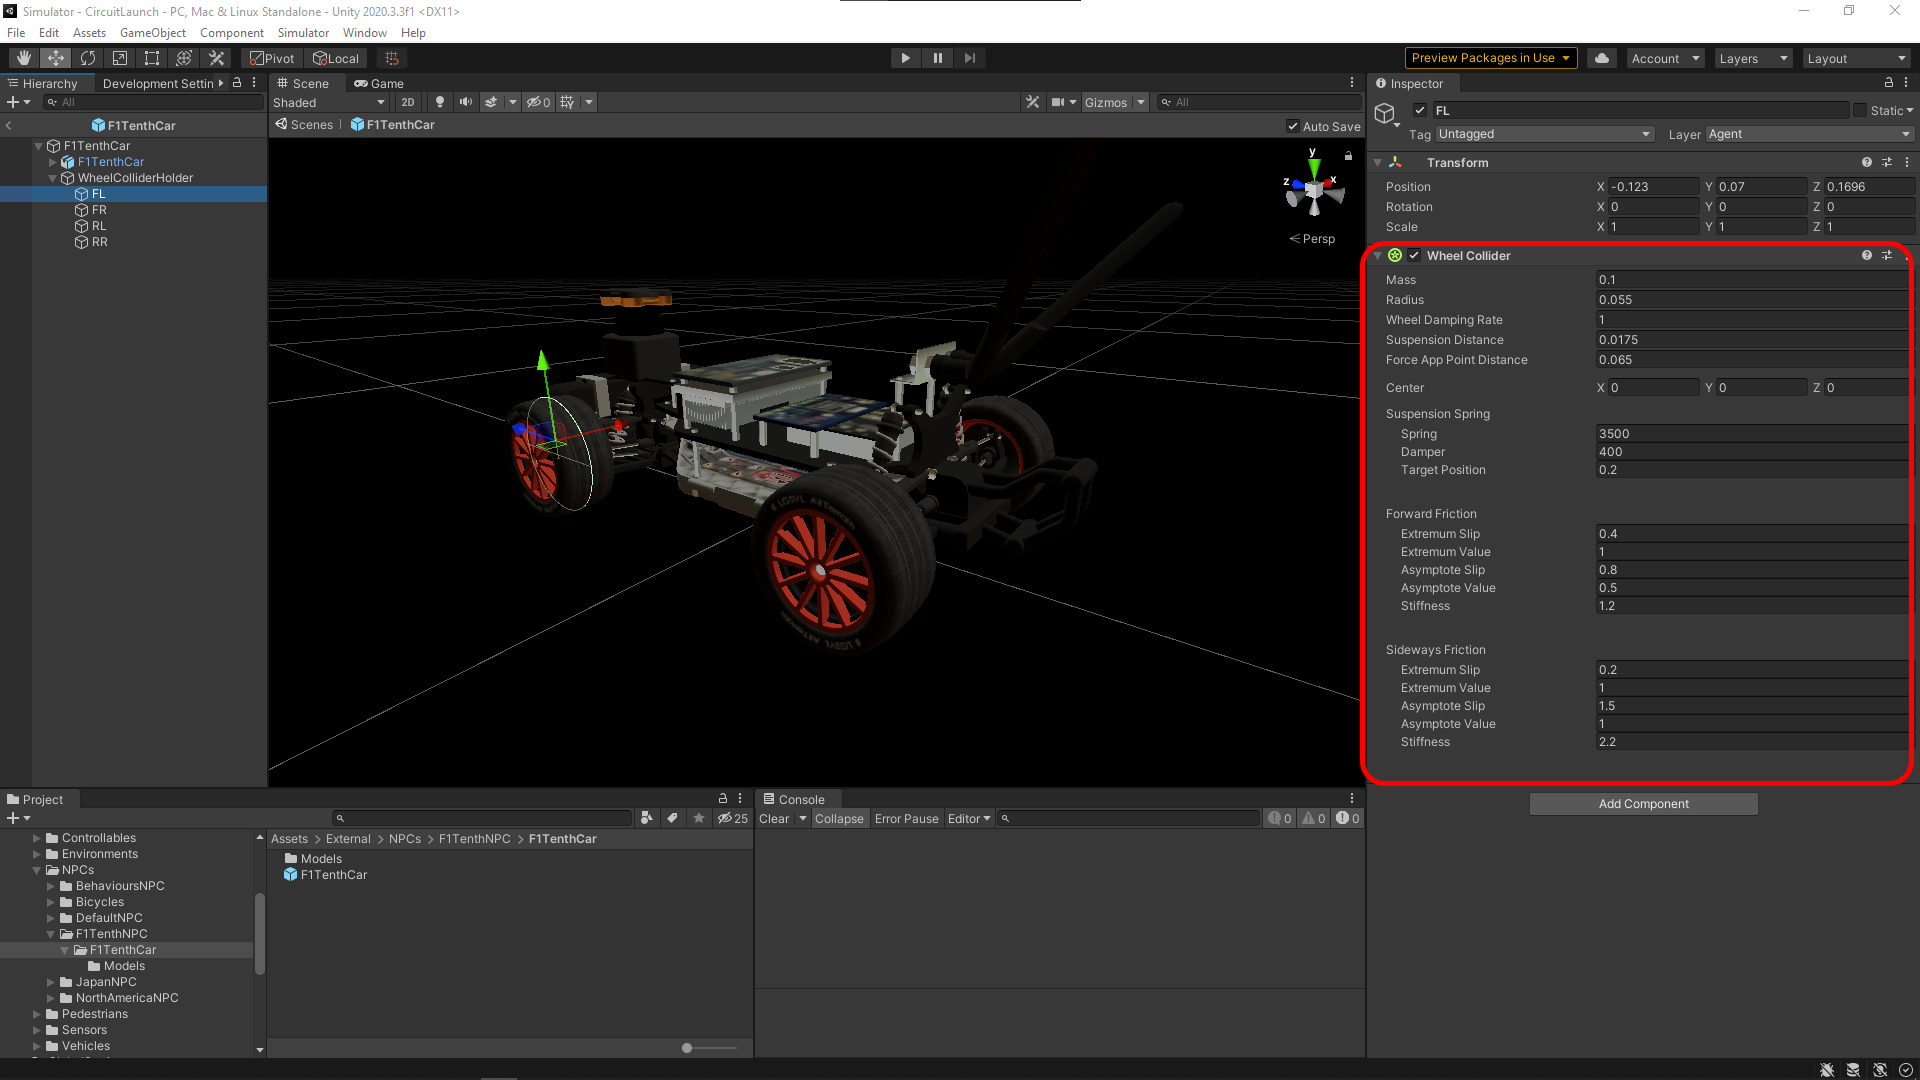 Simulator - CircuitLaunch - PC, Mac & Linux Standalone - Unity 2020.3.3f1 <DX11>
File Edit Assets GameObject Component Simulator Window Help
Pivot Local Preview Packages in Use Account Layers Layout
Hierarchy Development Settin
All
F1TenthCar
F1TenthCar
F1TenthCar
WheelColliderHolder
FL
FR
RL
RR
Scene Game
Shaded 2D 0 Gizmos All
Scenes F1TenthCar Auto Save
y
z x
Persp
LGSVL AllTerrain
LGSVL AllTerrain
Inspector
FL Static
Tag Untagged Layer Agent
Transform
Position X -0.123 Y 0.07 Z 0.1696
Rotation X 0 Y 0 Z 0
Scale X 1 Y 1 Z 1
Wheel Collider
Mass 0.1
Radius 0.055
Wheel Damping Rate 1
Suspension Distance 0.0175
Force App Point Distance 0.065
Center X 0 Y 0 Z 0
Suspension Spring
Spring 3500
Damper 400
Target Position 0.2
Forward Friction
Extremum Slip 0.4
Extremum Value 1
Asymptote Slip 0.8
Asymptote Value 0.5
Stiffness 1.2
Sideways Friction
Extremum Slip 0.2
Extremum Value 1
Asymptote Slip 1.5
Asymptote Value 1
Stiffness 2.2
Add Component
Project
25
Controllables
Environments
NPCs
BehavioursNPC
Bicycles
DefaultNPC
F1TenthNPC
F1TenthCar
Models
JapanNPC
NorthAmericaNPC
Pedestrians
Sensors
Vehicles
Assets > External > NPCs > F1TenthNPC > F1TenthCar
Models
F1TenthCar
Console
Clear Collapse Error Pause Editor 0 0 0